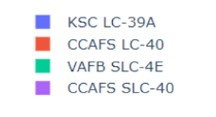 KSC LC-39A
CCAFS LC-40
VAFB SLC-4E
CCAFS SLC-40